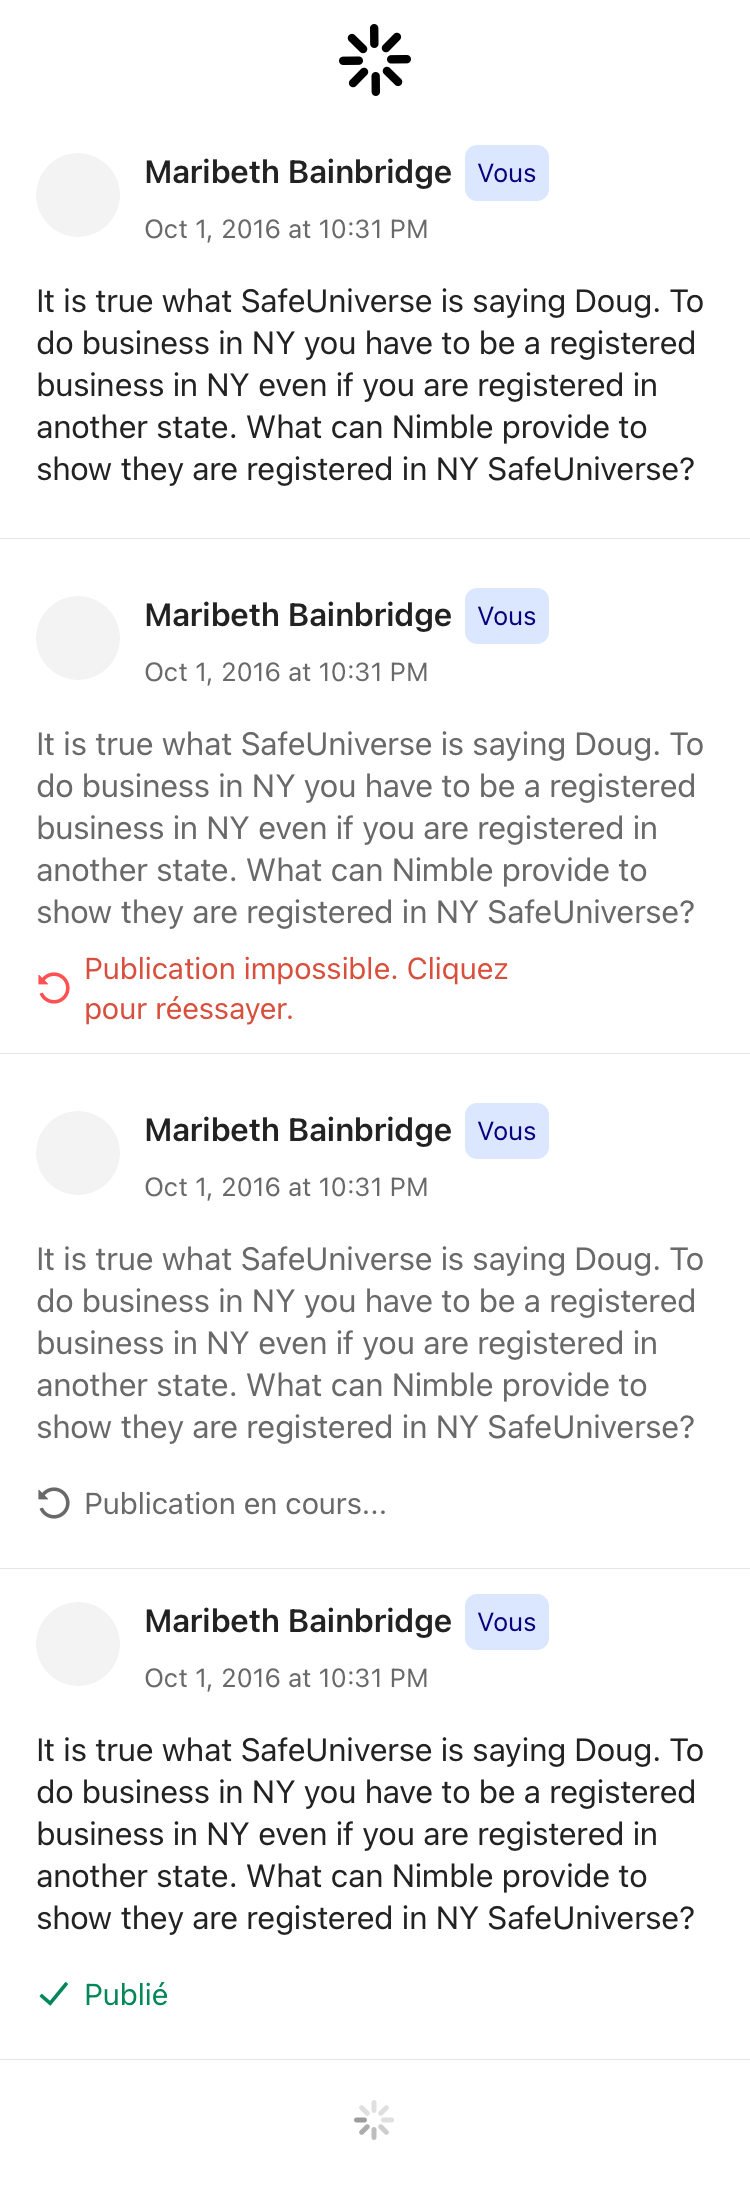 Maribeth Bainbridge Vous
Oct 1, 2016 at 10:31 PM
It is true what SafeUniverse is saying Doug. To
do business in NY you have to be a registered
business in NY even if you are registered in
another state. What can Nimble provide to
show they are registered in NY SafeUniverse?
Maribeth Bainbridge Vous
Oct 1, 2016 at 10:31 PM
It is true what SafeUniverse is saying Doug. To
do business in NY you have to be a registered
business in NY even if you are registered in
another state. What can Nimble provide to
show they are registered in NY SafeUniverse?
Publication impossible. Cliquez
pour réessayer.
Maribeth Bainbridge Vous
Oct 1, 2016 at 10:31 PM
It is true what SafeUniverse is saying Doug. To
do business in NY you have to be a registered
business in NY even if you are registered in
another state. What can Nimble provide to
show they are registered in NY SafeUniverse?
Publication en cours...
Maribeth Bainbridge Vous
Oct 1, 2016 at 10:31 PM
It is true what SafeUniverse is saying Doug. To
do business in NY you have to be a registered
business in NY even if you are registered in
another state. What can Nimble provide to
show they are registered in NY SafeUniverse?
Publié